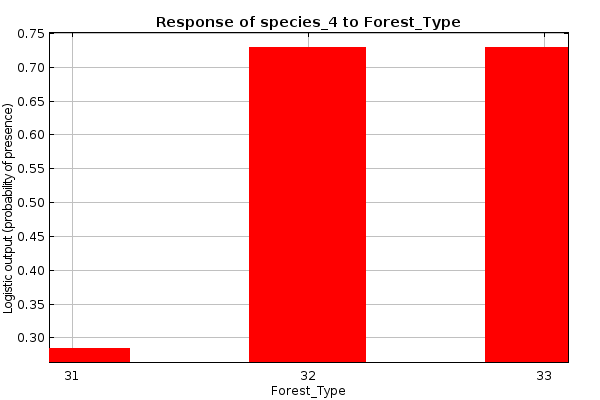 Response of species_4 to Forest_Type
Logistic output (probability of presence)
0.75
0.70
0.65
0.60
0.55
0.50
0.45
0.40
0.35
0.30
31 32 33
Forest_Type